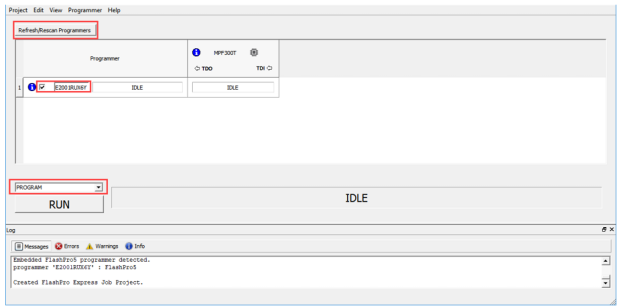 Project Edit View Programmer Help
Refresh/Rescan Programmers
Programmer
MPF300T
TDO TDI
1 E2001RUX6Y IDLE IDLE
PROGRAM
RUN
IDLE
Log
Messages Errors Warnings Info
Embedded FlashPro5 programmer detected.
programmer 'E2001RUX6Y' : FlashPro5
Created FlashPro Express Job Project.